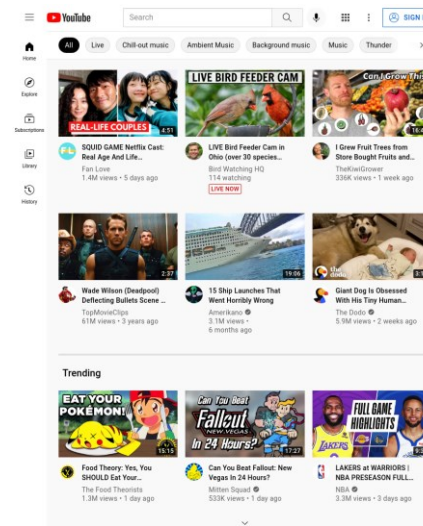 YouTube
Search
SIGN
All
Live
Chill-out music
Ambient Music
Background music
Music
Thunder
Home
Explore
Subscriptions
Library
History
REAL-LIFE COUPLES
4:51
LIVE BIRD FEEDER CAM
Can I Grow This
16:4
FL
SQUID GAME Netflix Cast:
Real Age And Life...
Fan Love
1.4M views • 5 days ago
LIVE Bird Feeder Cam in
Ohio (over 30 species...
Bird Watching HQ
114 watching
LIVE NOW
I Grew Fruit Trees from
Store Bought Fruits and...
TheKiwiGrower
336K views • 1 week ago
2:37
19:06
the dodo
3:1
Wade Wilson (Deadpool)
Deflecting Bullets Scene ...
TopMovieClips
61M views • 3 years ago
15 Ship Launches That
Went Horribly Wrong
Amerikano
3.1M views •
6 months ago
Giant Dog Is Obsessed
With His Tiny Human...
The Dodo
5.9M views • 2 weeks ago
Trending
EAT YOUR
POKÉMON!
15:15
Can You Beat
Fallout
NEW VEGAS
In 24 Hours?
17:27
FULL GAME
HIGHLIGHTS
LAKERS
Food Theory: Yes, You
SHOULD Eat Your...
The Food Theorists
1.3M views • 1 day ago
Can You Beat Fallout: New
Vegas In 24 Hours?
Mitten Squad
533K views • 1 day ago
LAKERS at WARRIORS |
NBA PRESEASON FULL...
NBA
3.3M views • 3 days ago